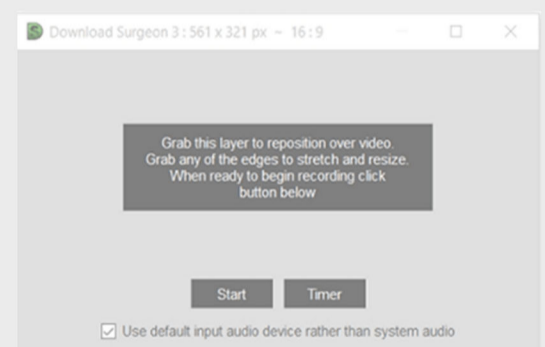 Download Surgeon 3 : 561 x 321 px - 16 : 9
Grab this layer to reposition over video.
Grab any of the edges to stretch and resize.
When ready to begin recording click
button below
Start Timer
Use default input audio device rather than system audio